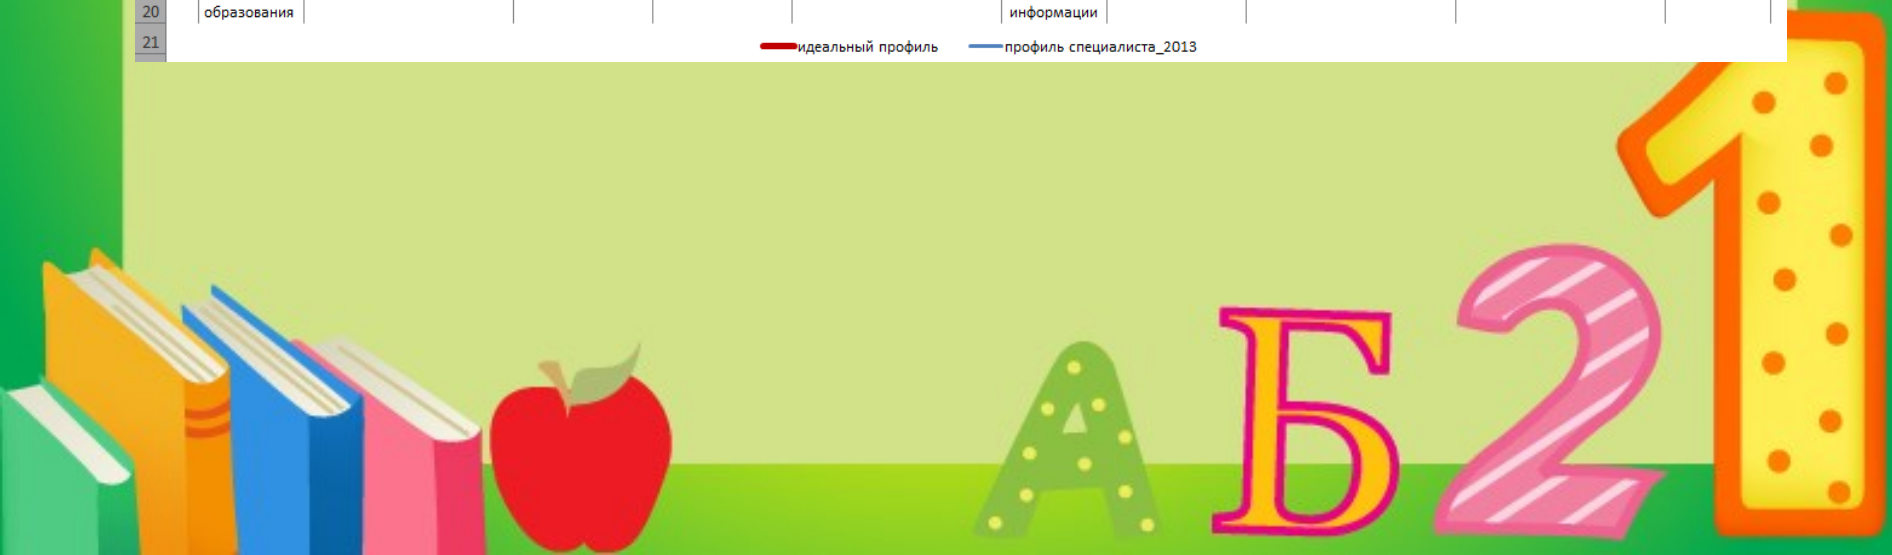 20 образования информации
21 идеальный профиль профиль специалиста_2013
А Б 2 1